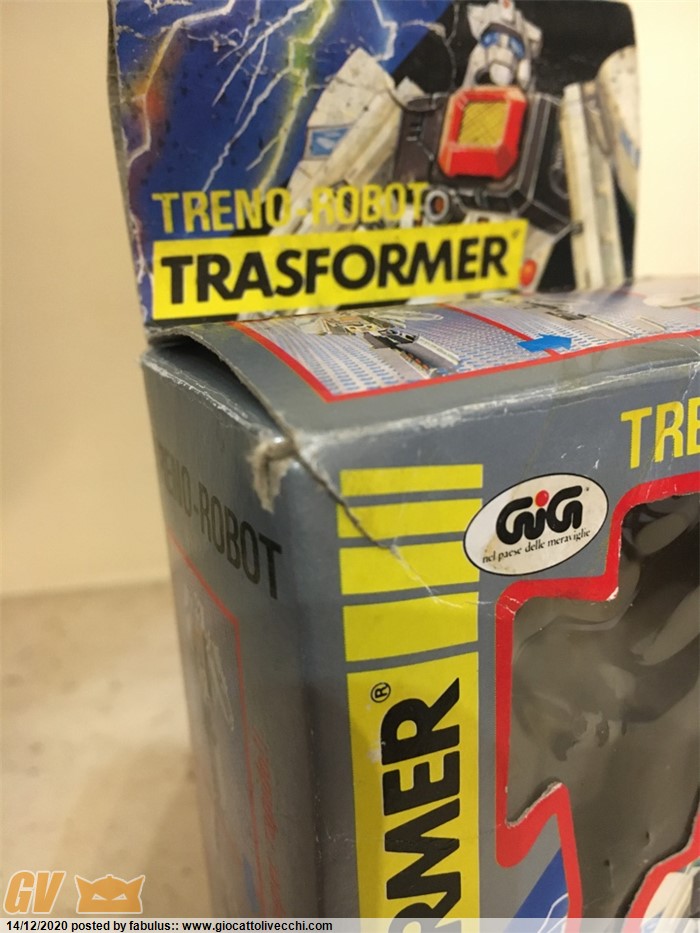 TRENO-ROBOT
TRASFORMER
TRE
GiG®
nel paese delle meraviglie
TRENO-ROBOT
RMER®
GV
14/12/2020 posted by fabulus:: www.giocattolivecchi.com